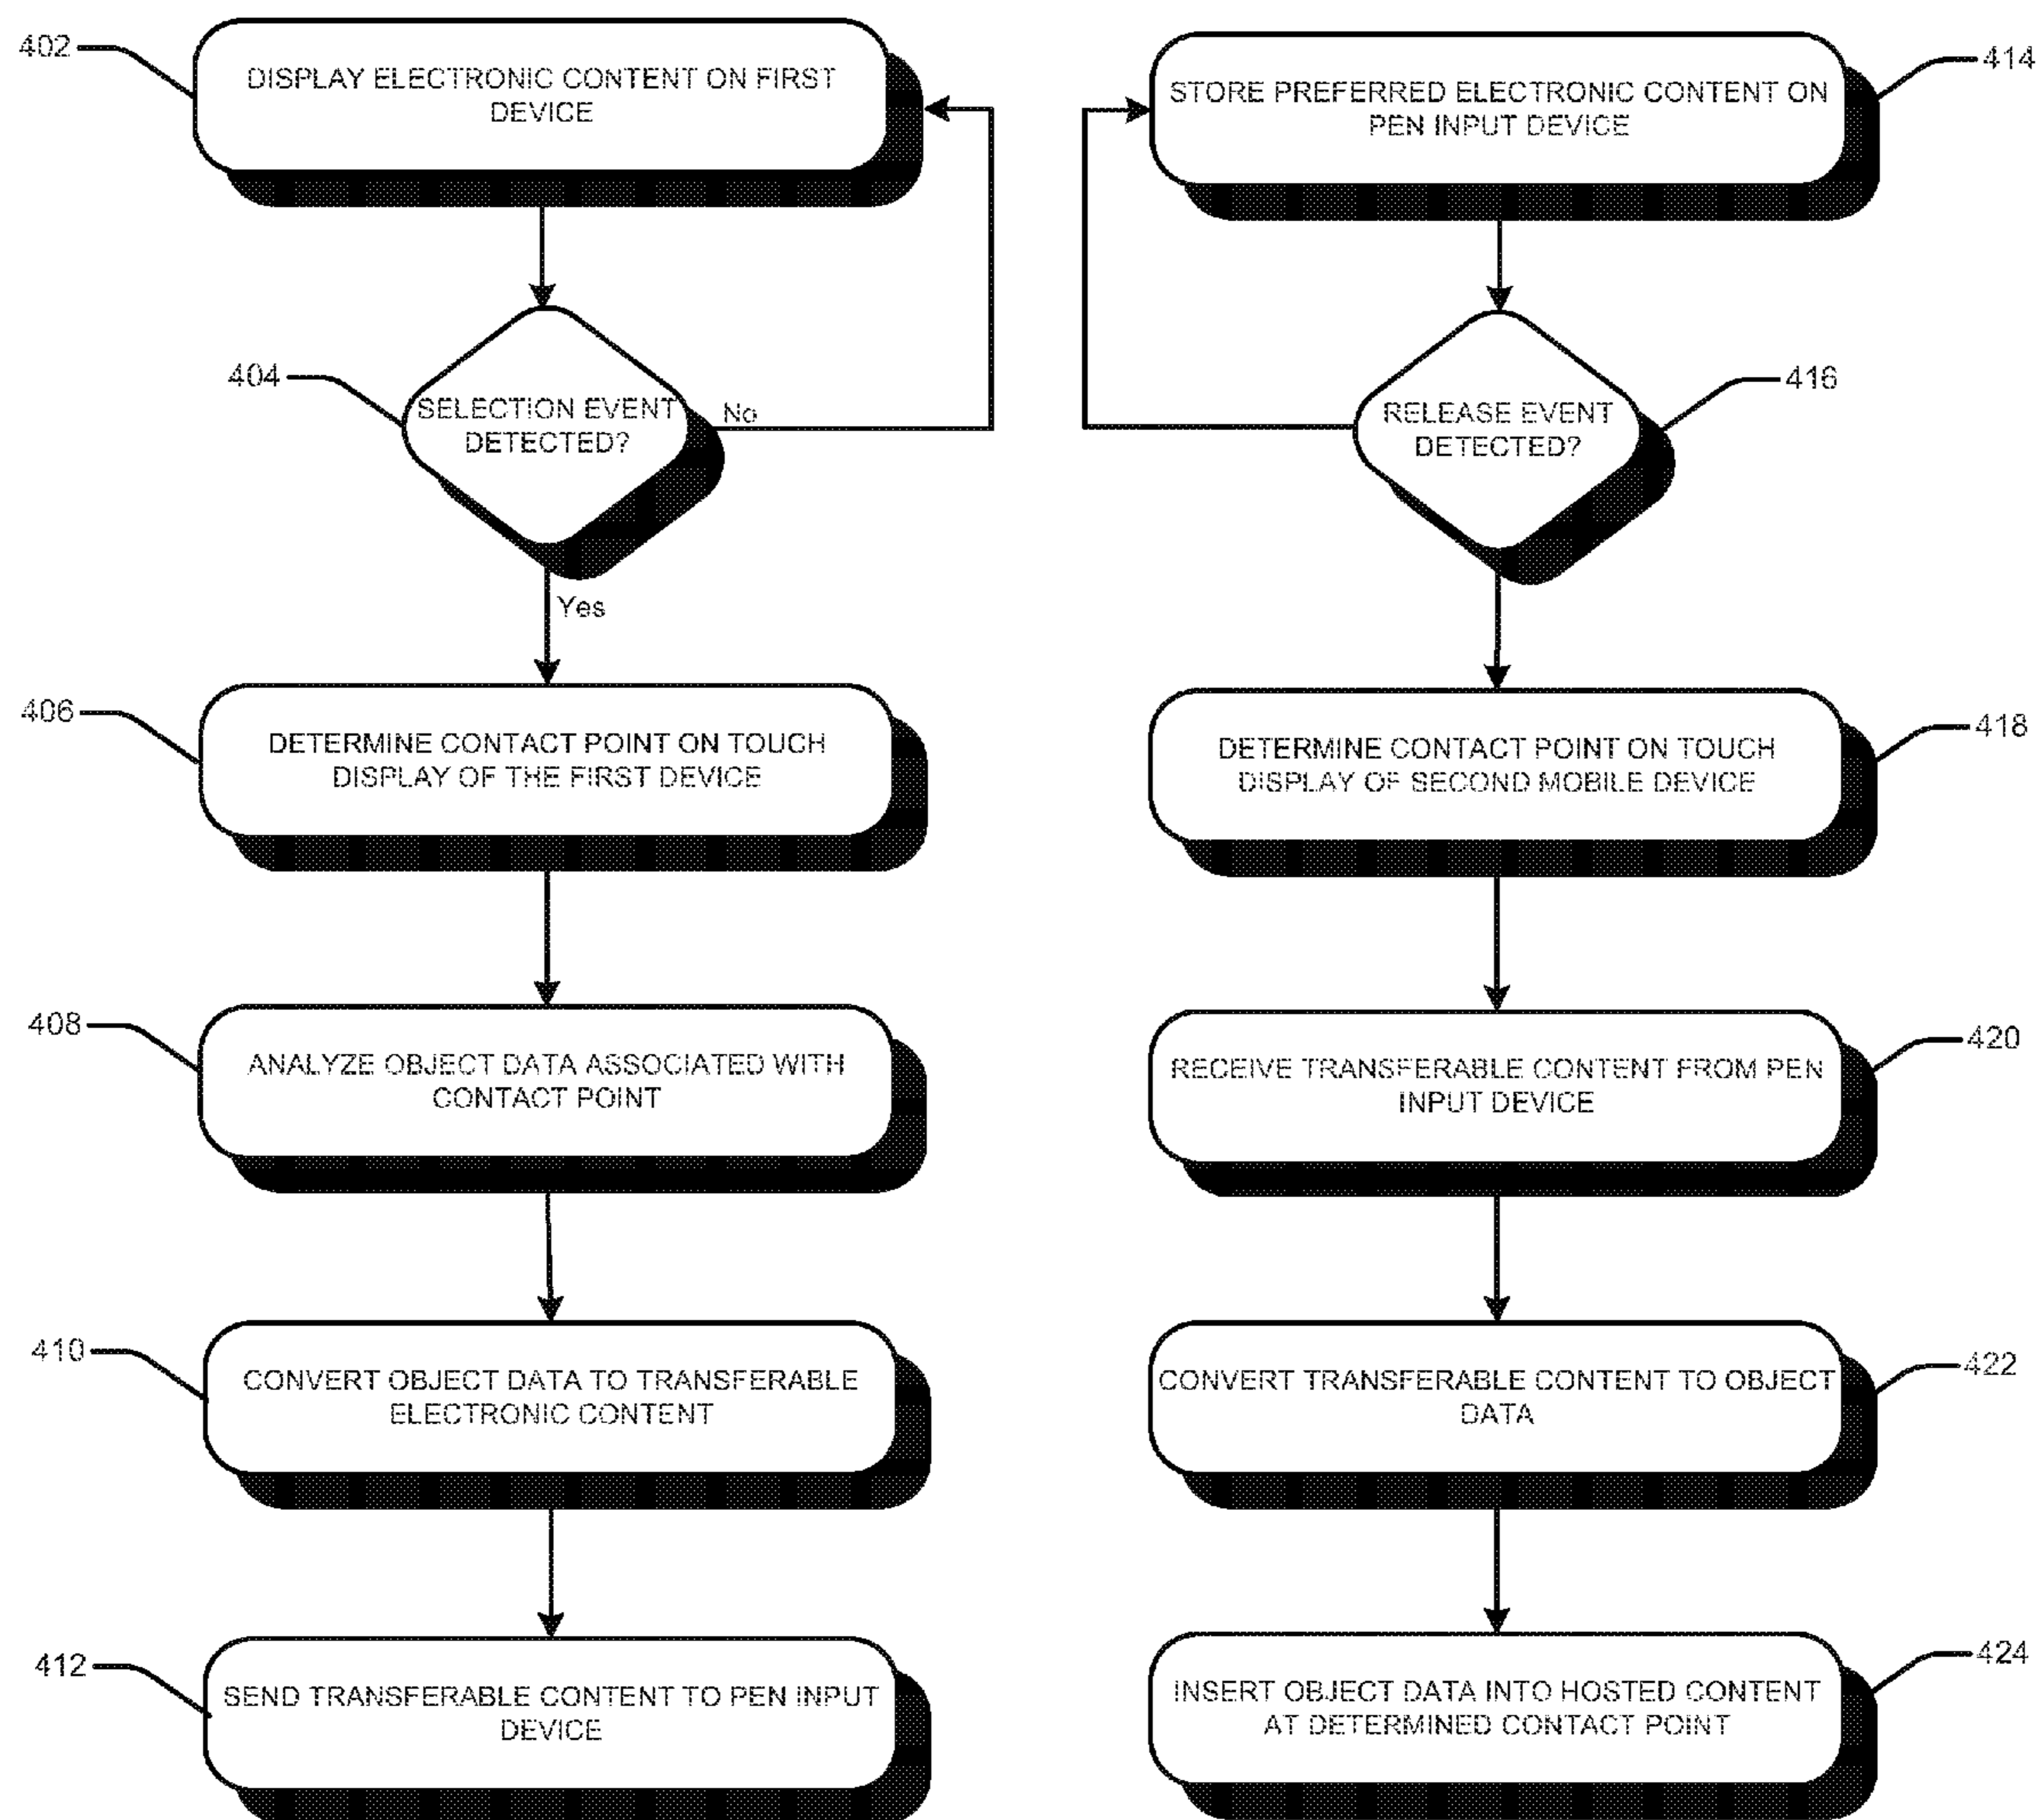 402
DISPLAY ELECTRONIC CONTENT ON FIRST
DEVICE
404
SELECTION EVENT
DETECTED?
No
Yes
406
DETERMINE CONTACT POINT ON TOUCH
DISPLAY OF THE FIRST DEVICE
408
ANALYZE OBJECT DATA ASSOCIATED WITH
CONTACT POINT
410
CONVERT OBJECT DATA TO TRANSFERABLE
ELECTRONIC CONTENT
412
SEND TRANSFERABLE CONTENT TO PEN INPUT
DEVICE
414
STORE PREFERRED ELECTRONIC CONTENT ON
PEN INPUT DEVICE
416
RELEASE EVENT
DETECTED?
418
DETERMINE CONTACT POINT ON TOUCH
DISPLAY OF SECOND MOBILE DEVICE
420
RECEIVE TRANSFERABLE CONTENT FROM PEN
INPUT DEVICE
422
CONVERT TRANSFERABLE CONTENT TO OBJECT
DATA
424
INSERT OBJECT DATA INTO HOSTED CONTENT
AT DETERMINED CONTACT POINT